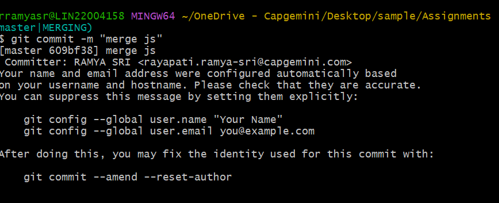 rramyasr@LIN22004158 MINGW64 ~/OneDrive - Capgemini/Desktop/sample/Assignments
master|MERGING)
$ git commit -m "merge js"
[master 609bf38] merge js
 Committer: RAMYA SRI <rayapati.ramya-sri@capgemini.com>
Your name and email address were configured automatically based
on your username and hostname. Please check that they are accurate.
You can suppress this message by setting them explicitly:

    git config --global user.name "Your Name"
    git config --global user.email you@example.com

After doing this, you may fix the identity used for this commit with:

    git commit --amend --reset-author